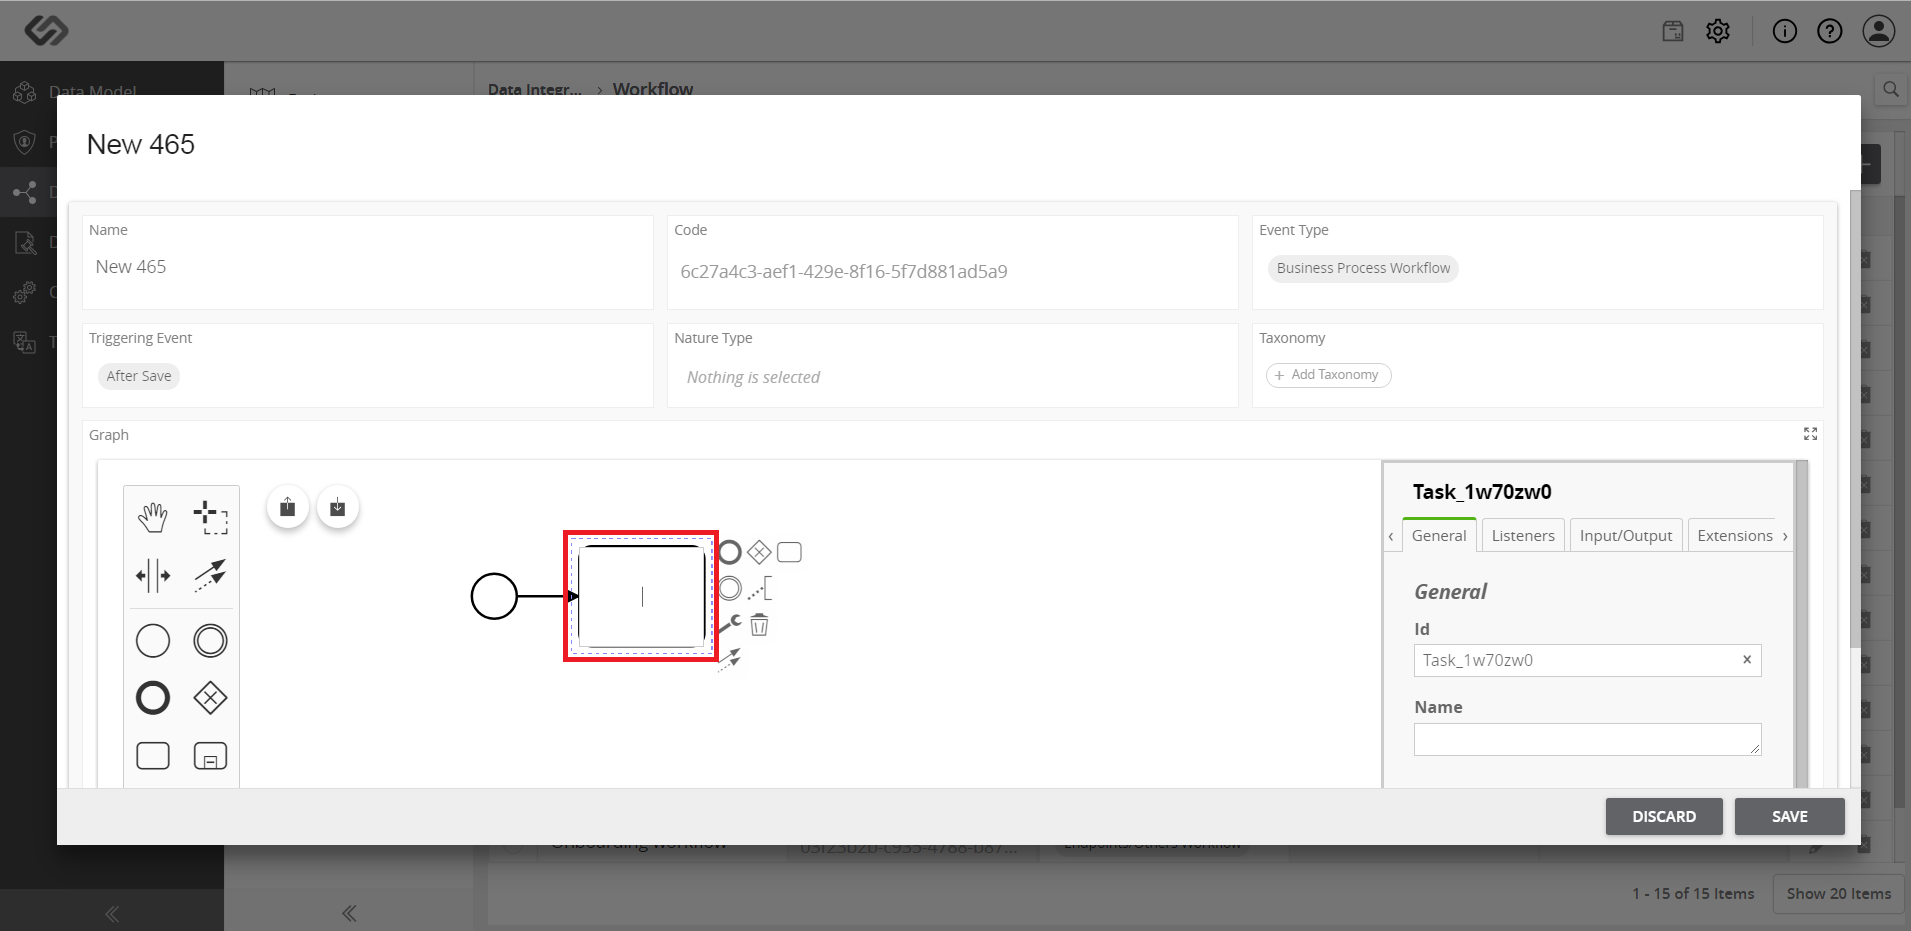 Data Model
Data Integr... › Workflow
New 465
Name
New 465
Code
6c27a4c3-aef1-429e-8f16-5f7d881ad5a9
Event Type
Business Process Workflow
Triggering Event
After Save
Nature Type
Nothing is selected
Taxonomy
+ Add Taxonomy
Graph
Task_1w70zw0
General
Listeners
Input/Output
Extensions
General
Id
Task_1w70zw0
Name
DISCARD
SAVE
1 - 15 of 15 Items
Show 20 Items